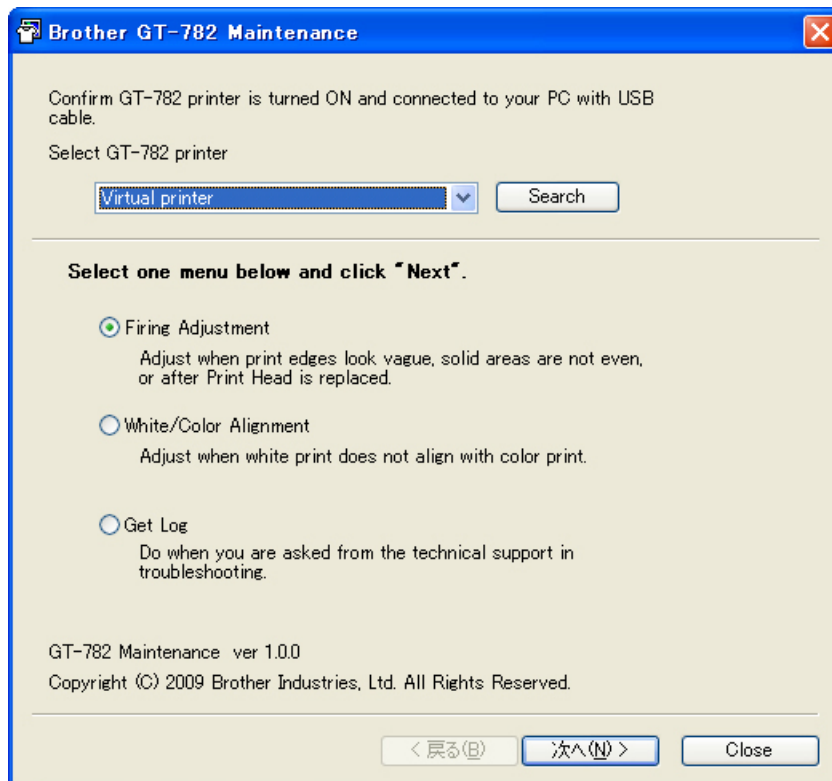 Brother GT-782 Maintenance
Confirm GT-782 printer is turned ON and connected to your PC with USB
cable.
Select GT-782 printer
Virtual printer
Search
Select one menu below and click "Next".
Firing Adjustment
Adjust when print edges look vague, solid areas are not even,
or after Print Head is replaced.
White/Color Alignment
Adjust when white print does not align with color print.
Get Log
Do when you are asked from the technical support in
troubleshooting.
GT-782 Maintenance ver 1.0.0
Copyright (C) 2009 Brother Industries, Ltd. All Rights Reserved.
< 戻る(B)
次へ(N) >
Close